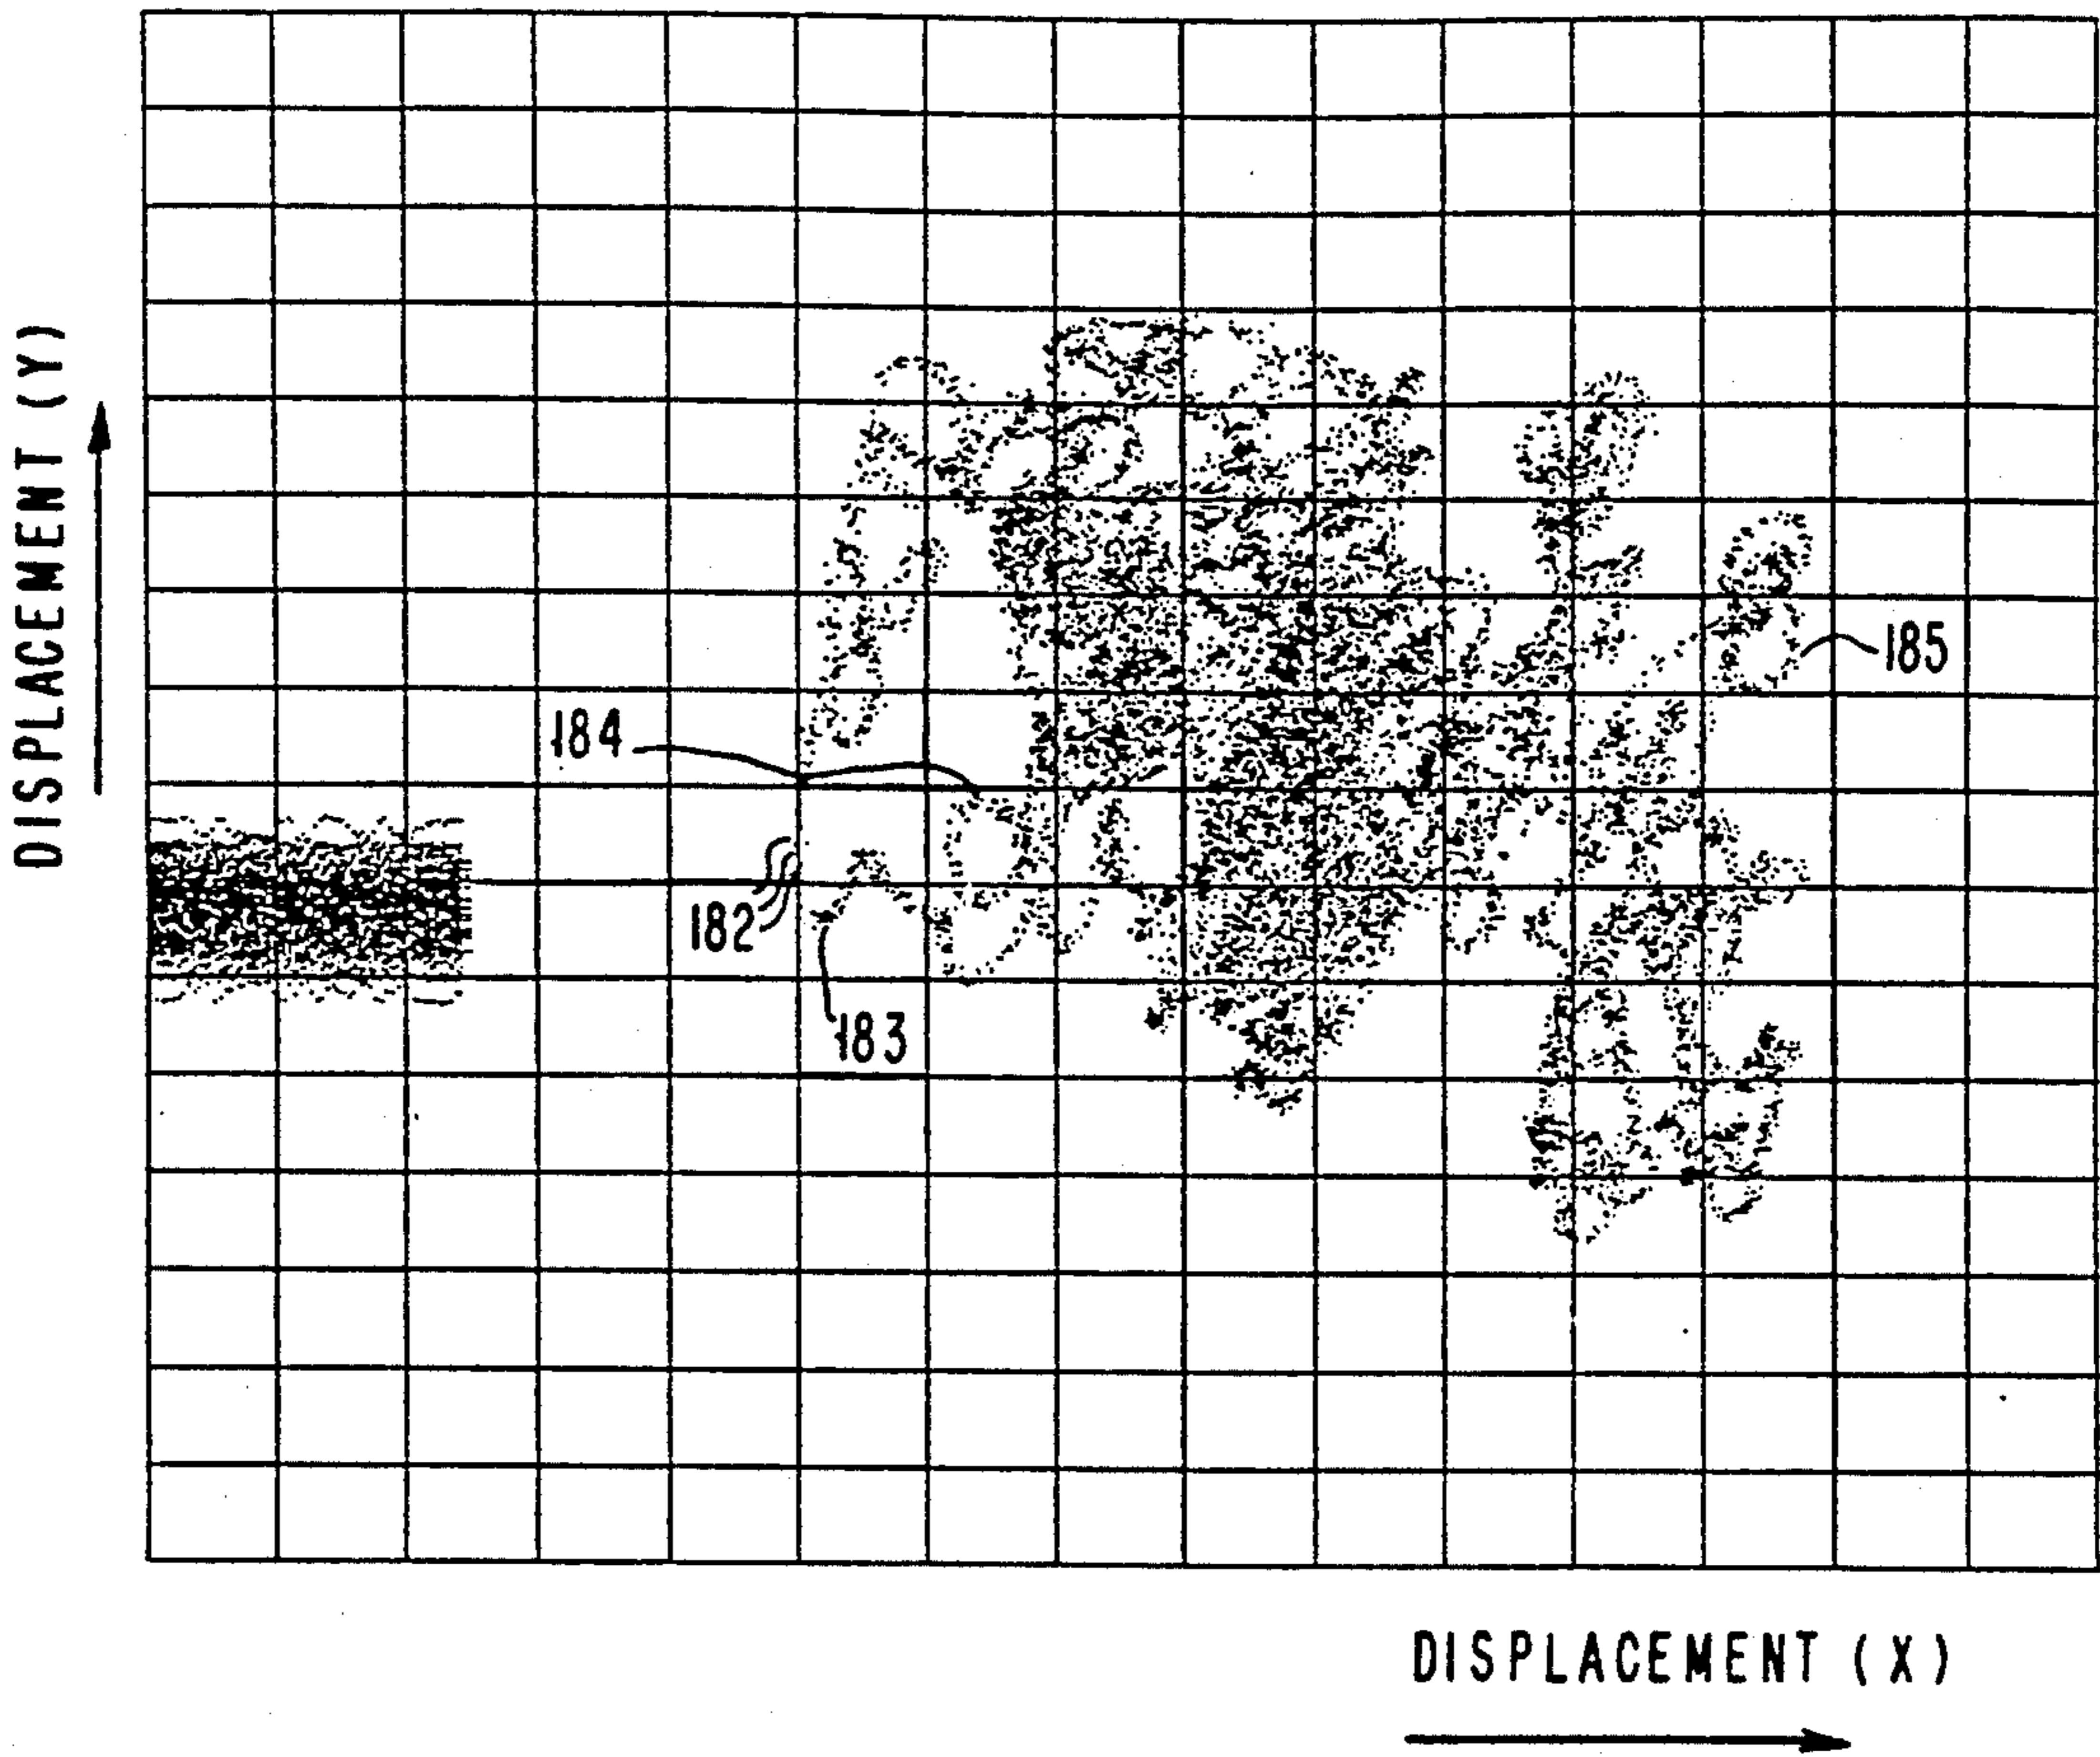 DISPLACEMENT (Y)
184
185
182
183
DISPLACEMENT (X)